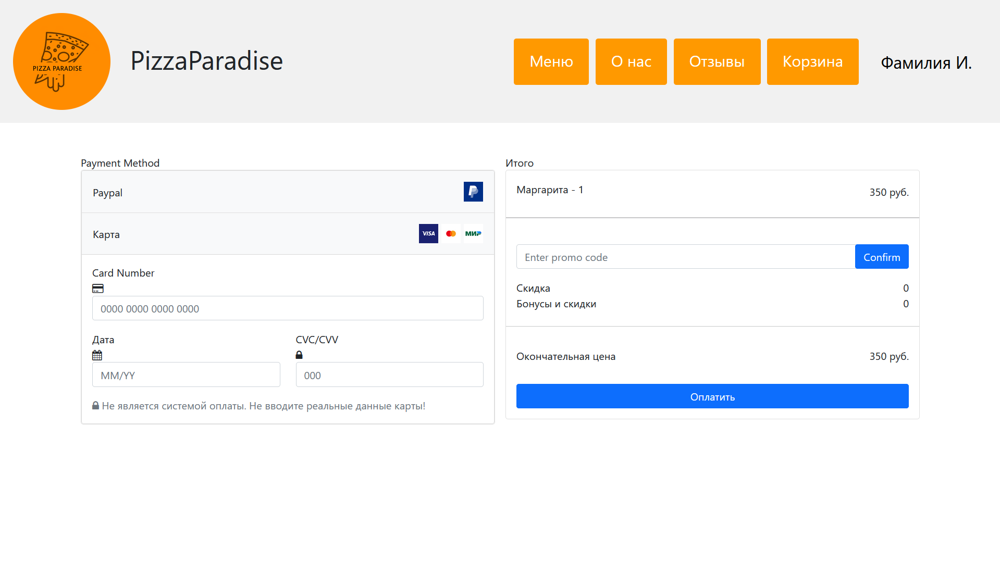 PIZZA PARADISE
PizzaParadise
Меню
О нас
Отзывы
Корзина
Фамилия И.
Payment Method
Paypal
Карта
VISA
МИР
Card Number
0000 0000 0000 0000
Дата
CVC/CVV
MM/YY
000
Не является системой оплаты. Не вводите реальные данные карты!
Итого
Маргарита - 1
350 руб.
Enter promo code
Confirm
Скидка
0
Бонусы и скидки
0
Окончательная цена
350 руб.
Оплатить